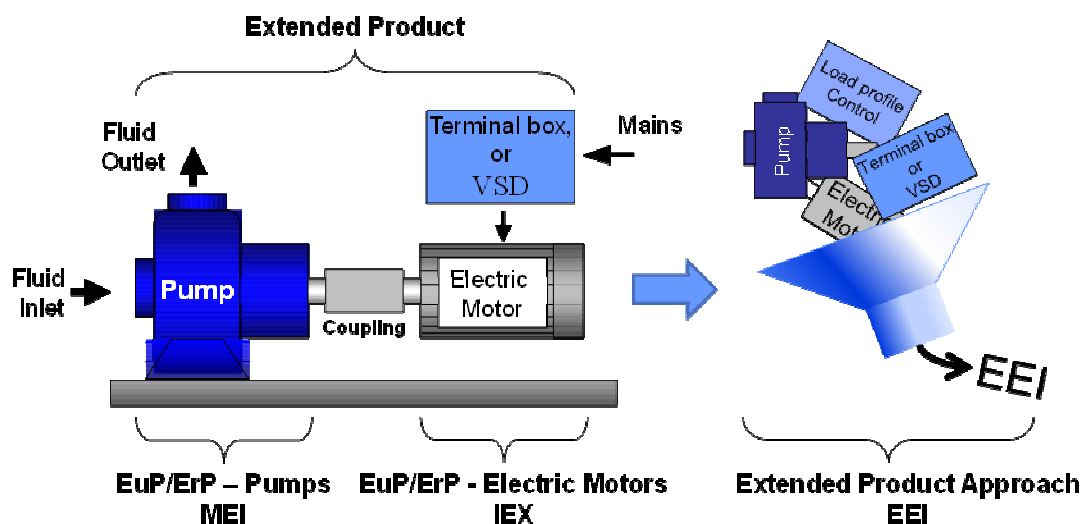 Extended Product
Fluid
Outlet
Terminal box,
or
VSD
Mains
Fluid
Inlet
Pump
Coupling
Electric
Motor
EuP/ErP – Pumps
MEI
EuP/ErP - Electric Motors
IEX
Load profile
Control
Pump
Terminal box
or
VSD
EEI
Extended Product Approach
EEI